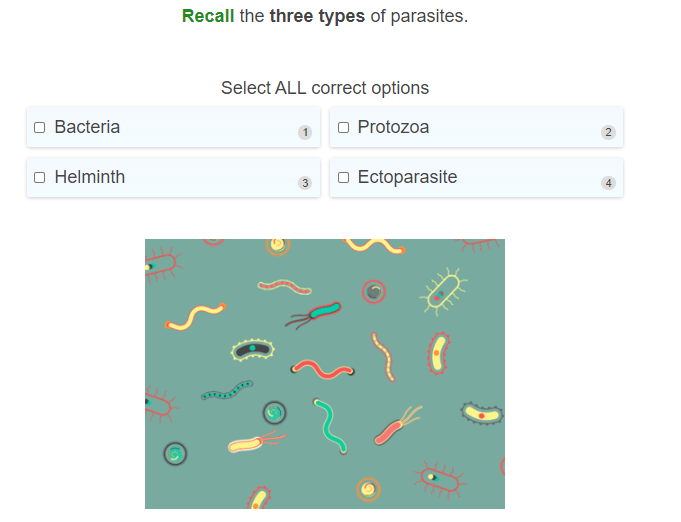 Recall the three types of parasites.
Select ALL correct options
Bacteria 1
Protozoa 2
Helminth 3
Ectoparasite 4